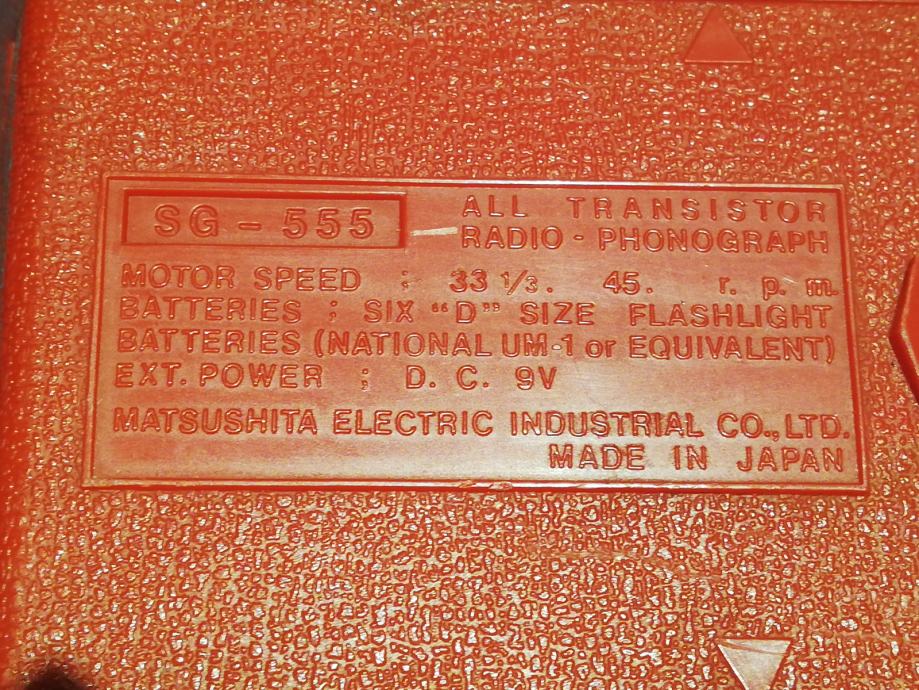 SG - 555
ALL TRANSISTOR
RADIO - PHONOGRAPH
MOTOR SPEED : 33 1/3. 45. r. p. m.
BATTERIES ; SIX “D” SIZE FLASHLIGHT
BATTERIES (NATIONAL UM-1 or EQUIVALENT)
EXT. POWER ; D. C. 9V
MATSUSHITA ELECTRIC INDUSTRIAL CO., LTD.
MADE IN JAPAN